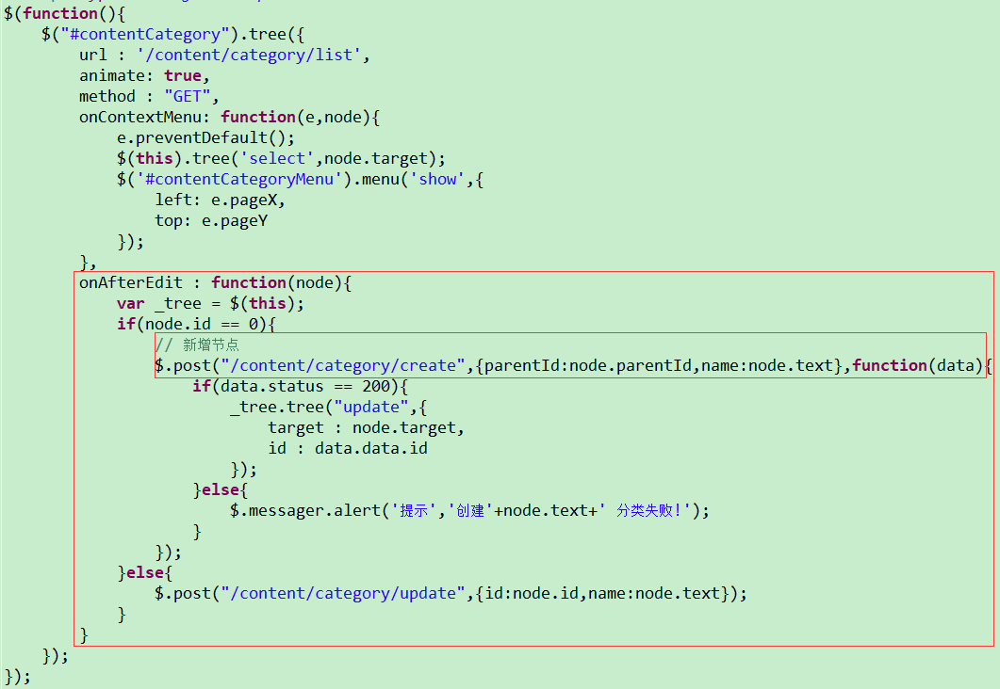 $(function(){
$("#contentCategory").tree({
url : '/content/category/list',
animate: true,
method : "GET",
onContextMenu: function(e,node){
e.preventDefault();
$(this).tree('select',node.target);
$('#contentCategoryMenu').menu('show',{
left: e.pageX,
top: e.pageY
});
},
onAfterEdit : function(node){
var _tree = $(this);
if(node.id == 0){
// 新增节点
$.post("/content/category/create",{parentId:node.parentId,name:node.text},function(data){
if(data.status == 200){
_tree.tree("update",{
target : node.target,
id : data.data.id
});
}else{
$.messager.alert('提示','创建'+node.text+' 分类失败!');
}
});
}else{
$.post("/content/category/update",{id:node.id,name:node.text});
}
}
});
});